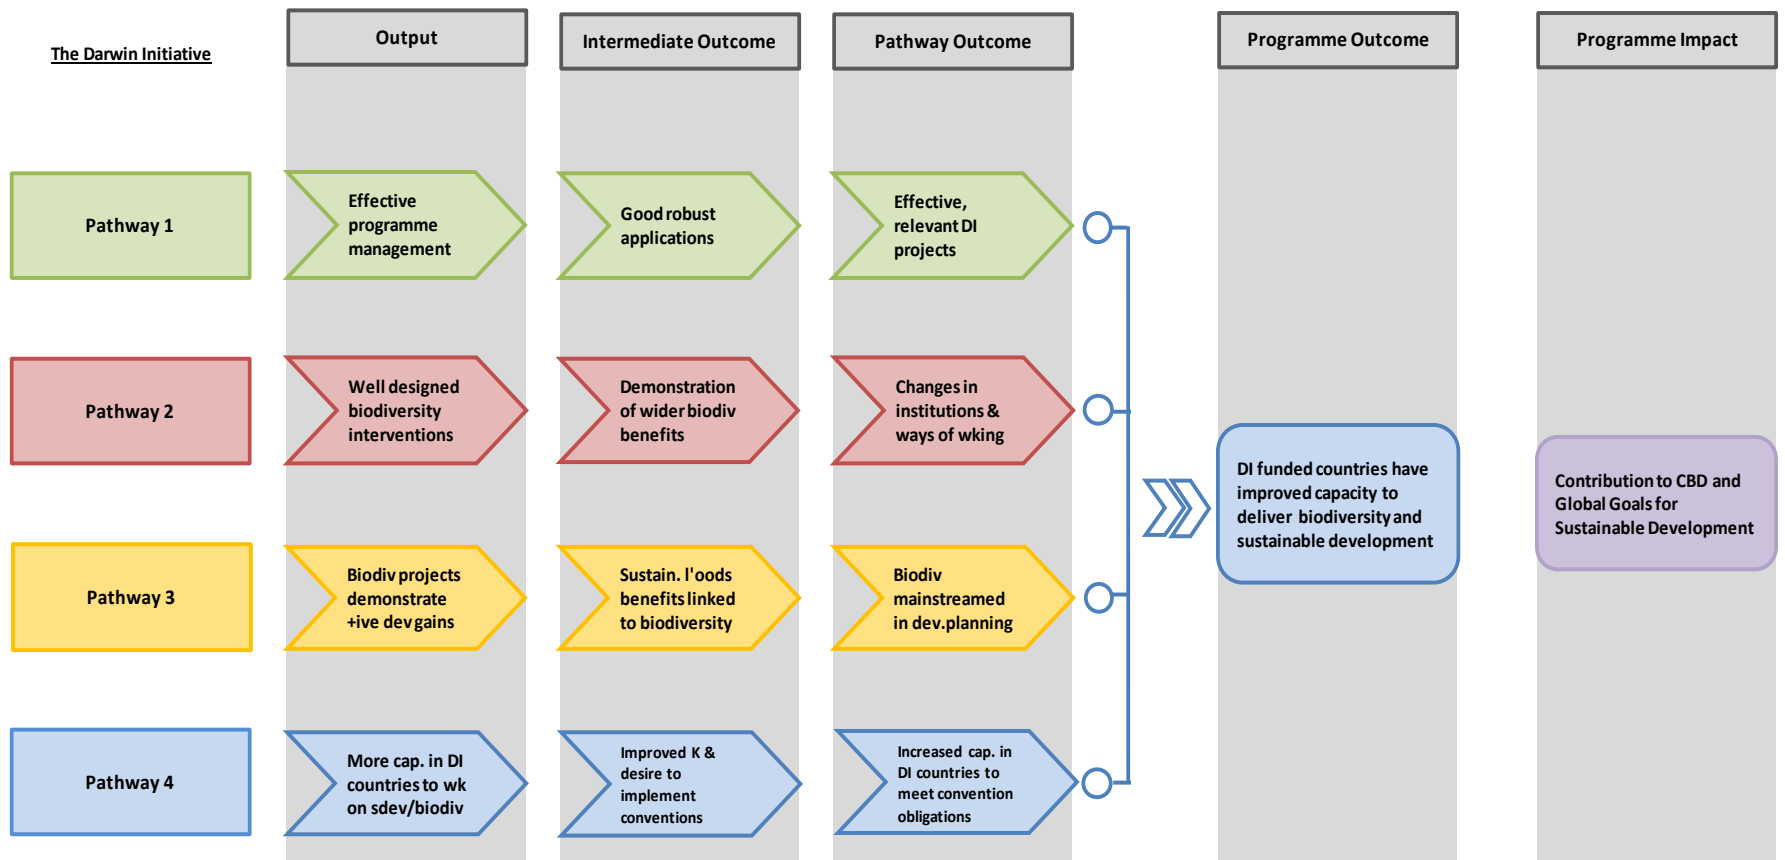 The Darwin Initiative
Output
Intermediate Outcome
Pathway Outcome
Programme Outcome
Programme Impact
Pathway 1
Effective
programme
management
Good robust
applications
Effective,
relevant DI
projects
Pathway 2
Well designed
biodiversity
interventions
Demonstration
of wider biodiv
benefits
Changes in
institutions &
ways of wking
Pathway 3
Biodiv projects
demonstrate
+ive dev gains
Sustain. l'oods
benefits linked
to biodiversity
Biodiv
mainstreamed
in dev.planning
Pathway 4
More cap. in DI
countries to wk
on sdev/biodiv
Improved K &
desire to
implement
conventions
Increased cap. in
DI countries to
meet convention
obligations
DI funded countries have
improved capacity to
deliver biodiversity and
sustainable development
Contribution to CBD and
Global Goals for
Sustainable Development